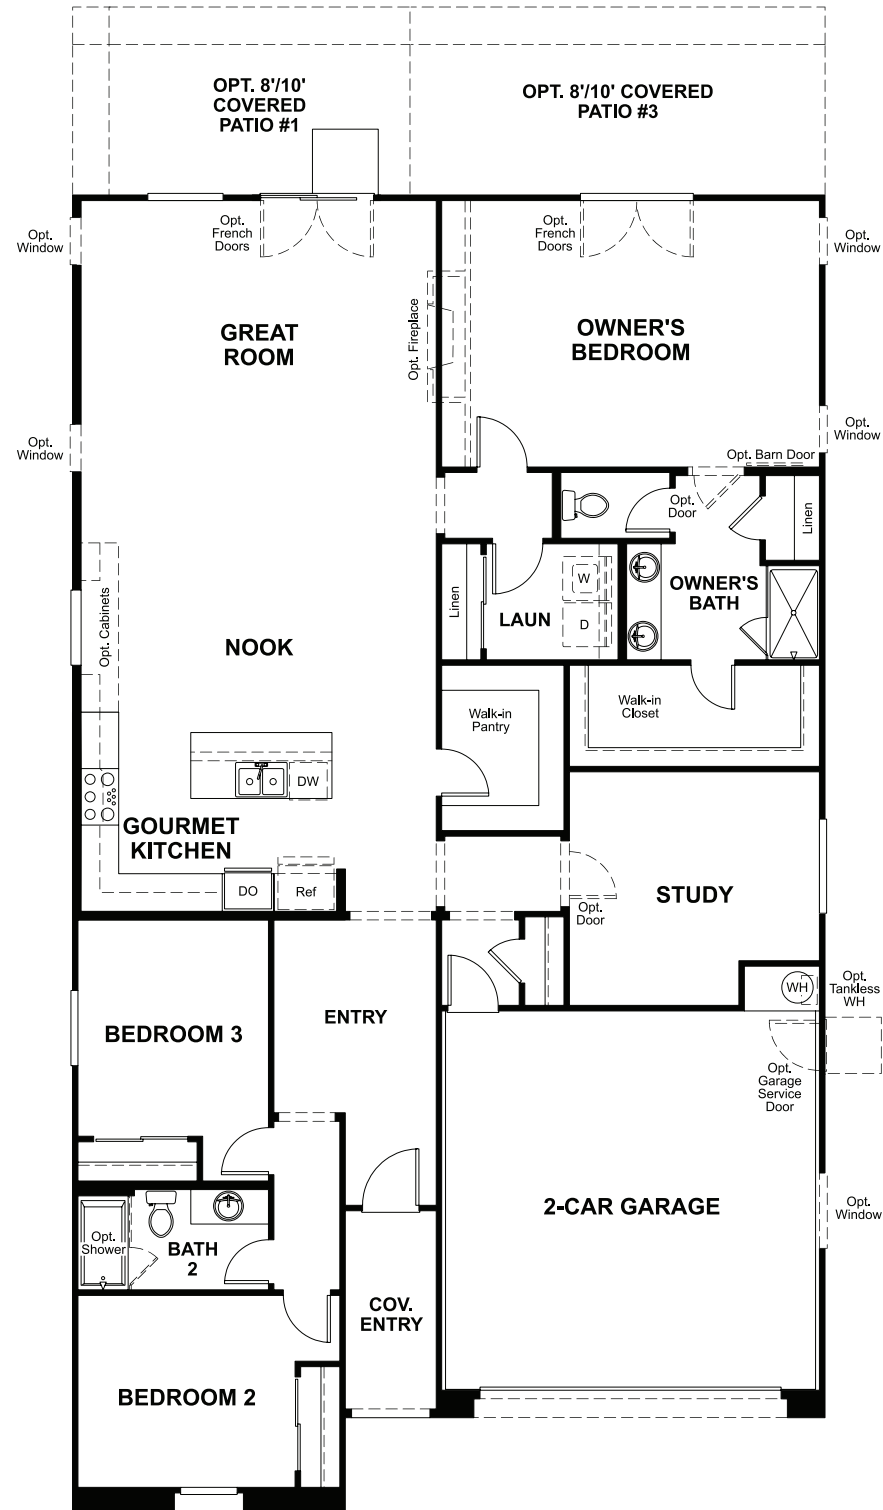 OPT. 8'/10'
COVERED
PATIO #1
OPT. 8'/10' COVERED
PATIO #3
Opt.
Window
Opt.
French
Doors
Opt.
French
Doors
Opt.
Window
GREAT
ROOM
Opt. Fireplace
OWNER'S
BEDROOM
Opt.
Window
Opt.
Window
Opt. Barn Door
Opt.
Door
Linen
Linen
LAUN
W
D
OWNER'S
BATH
Opt. Cabinets
NOOK
Walk-in
Pantry
Walk-in
Closet
DW
GOURMET
KITCHEN
DO
Ref
STUDY
Opt.
Door
WH
Opt.
Tankless
WH
BEDROOM 3
ENTRY
Opt.
Garage
Service
Door
Opt.
Shower
BATH
2
2-CAR GARAGE
Opt.
Window
COV.
ENTRY
BEDROOM 2